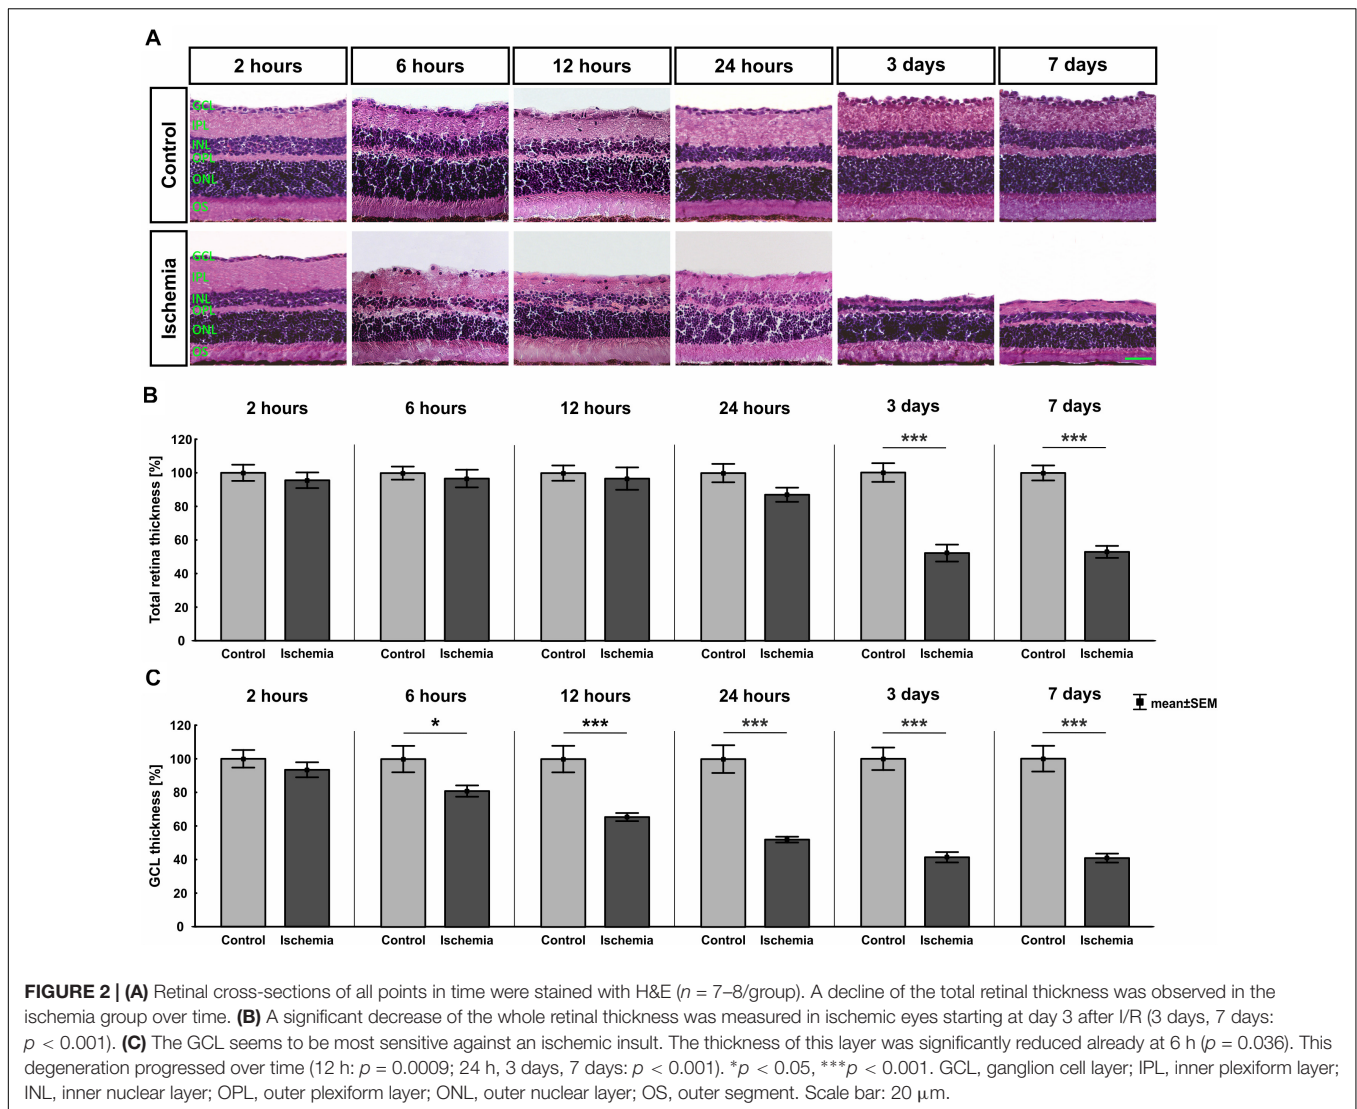 A
2 hours 6 hours 12 hours 24 hours 3 days 7 days
Control
GCL
IPL
INL
OPL
ONL
OS
Ischemia
GCL
IPL
INL
OPL
ONL
OS
B
2 hours 6 hours 12 hours 24 hours 3 days 7 days
Total retina thickness [%]
120
100
80
60
40
20
0
*** ***
Control Ischemia Control Ischemia Control Ischemia Control Ischemia Control Ischemia Control Ischemia
C
2 hours 6 hours 12 hours 24 hours 3 days 7 days
mean±SEM
GCL thickness [%]
120
100
80
60
40
20
0
* *** *** *** ***
Control Ischemia Control Ischemia Control Ischemia Control Ischemia Control Ischemia Control Ischemia
FIGURE 2 | (A) Retinal cross-sections of all points in time were stained with H&E (n = 7–8/group). A decline of the total retinal thickness was observed in the
ischemia group over time. (B) A significant decrease of the whole retinal thickness was measured in ischemic eyes starting at day 3 after I/R (3 days, 7 days:
p < 0.001). (C) The GCL seems to be most sensitive against an ischemic insult. The thickness of this layer was significantly reduced already at 6 h (p = 0.036). This
degeneration progressed over time (12 h: p = 0.0009; 24 h, 3 days, 7 days: p < 0.001). *p < 0.05, ***p < 0.001. GCL, ganglion cell layer; IPL, inner plexiform layer;
INL, inner nuclear layer; OPL, outer plexiform layer; ONL, outer nuclear layer; OS, outer segment. Scale bar: 20 μm.